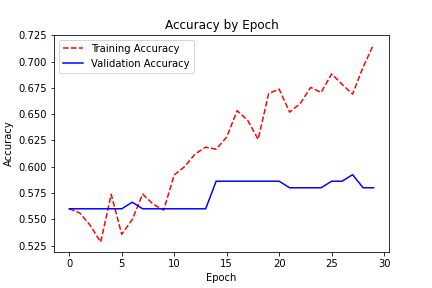 Accuracy by Epoch
Training Accuracy
Validation Accuracy
Accuracy
0.725
0.700
0.675
0.650
0.625
0.600
0.575
0.550
0.525
0 5 10 15 20 25 30
Epoch